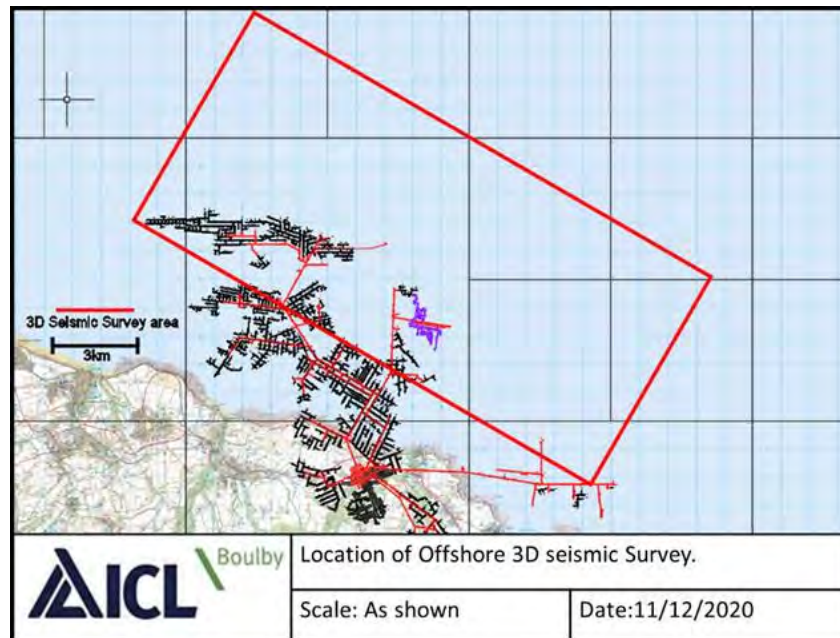 3D Seismic Survey area
3km
AICL
Boulby
Location of Offshore 3D seismic Survey.
Scale: As shown
Date:11/12/2020